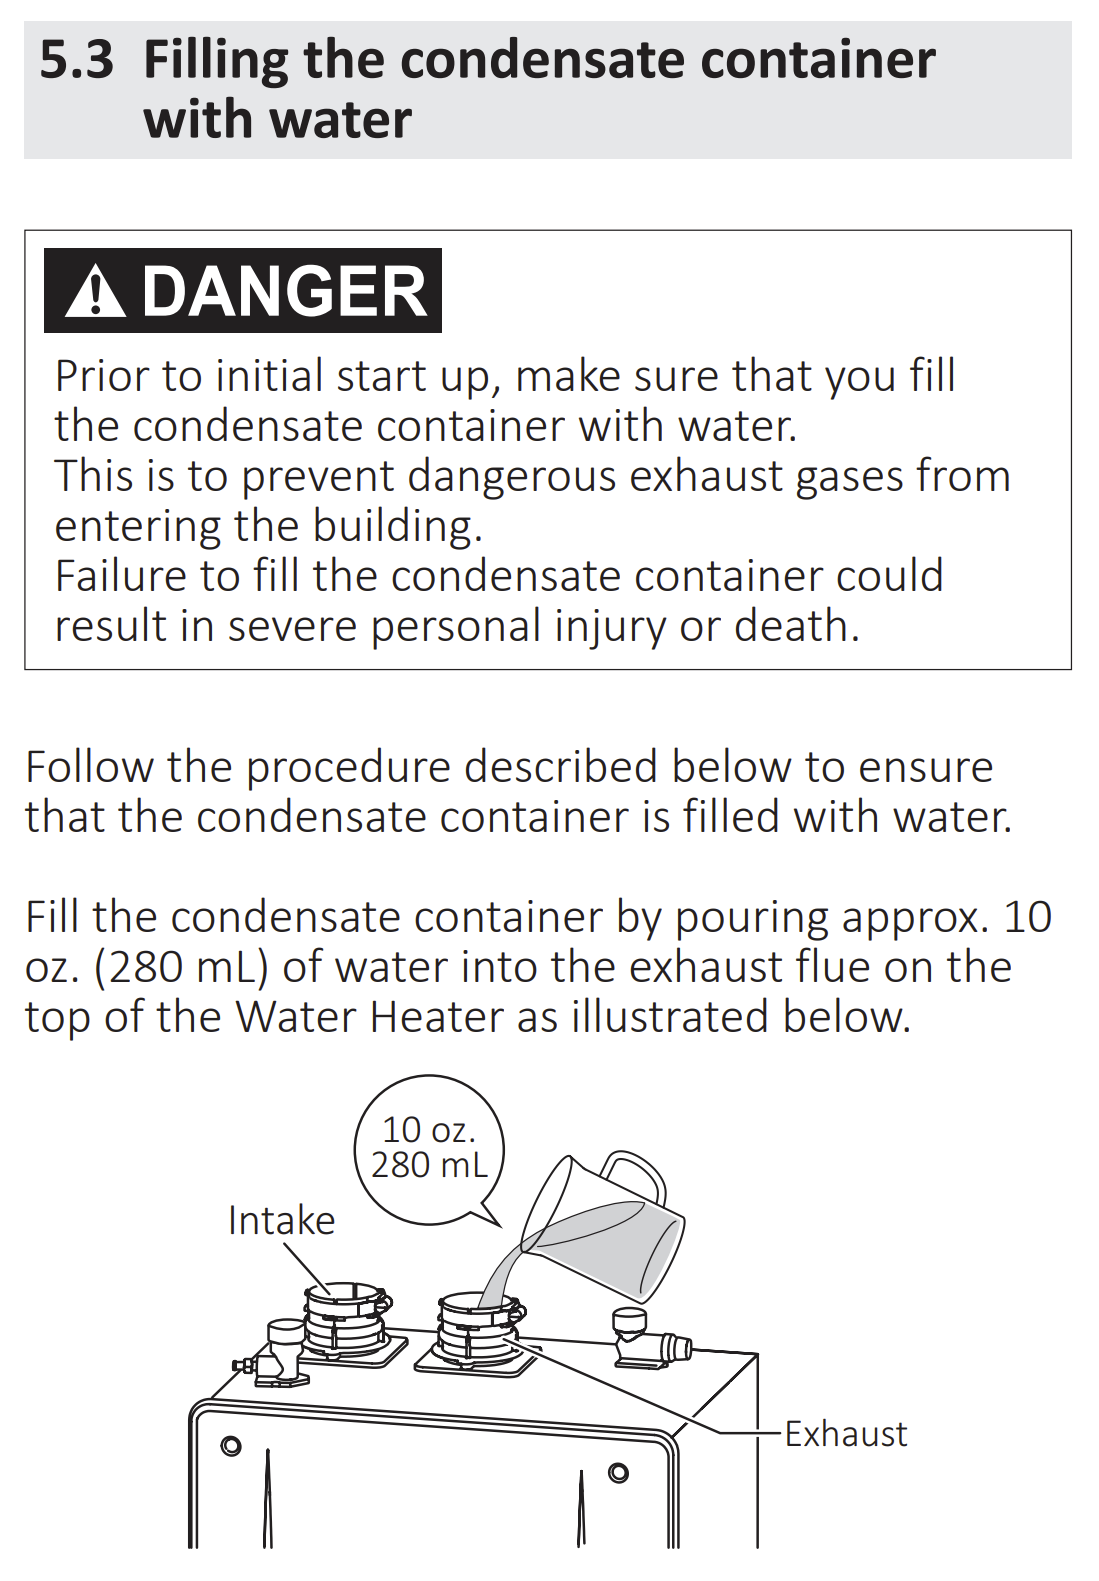 5.3 Filling the condensate container
with water
DANGER
Prior to initial start up, make sure that you fill
the condensate container with water.
This is to prevent dangerous exhaust gases from
entering the building.
Failure to fill the condensate container could
result in severe personal injury or death.
Follow the procedure described below to ensure
that the condensate container is filled with water.
Fill the condensate container by pouring approx. 10
oz. (280 mL) of water into the exhaust flue on the
top of the Water Heater as illustrated below.
10 oz.
280 mL
Intake
Exhaust